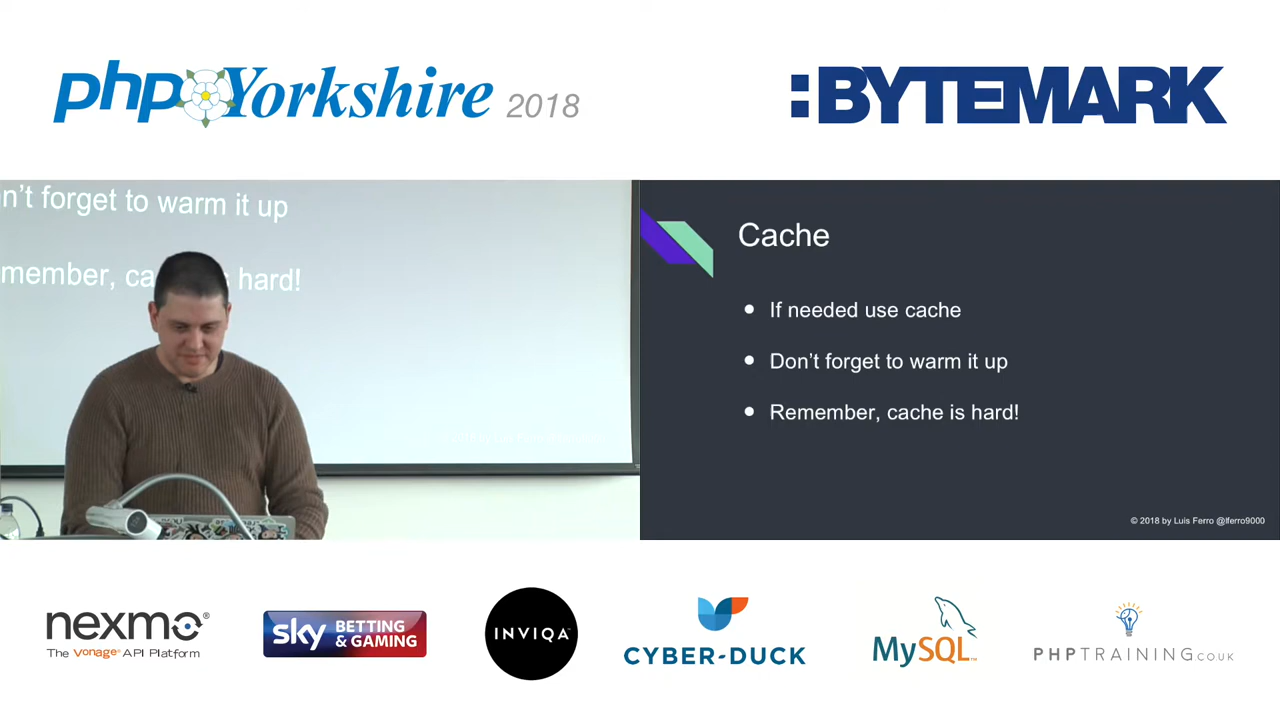 php Yorkshire 2018
:BYTEMARK
n't forget to warm it up
member, ca s hard!
Cache
• If needed use cache
• Don't forget to warm it up
• Remember, cache is hard!
© 2018 by Luis Ferro @lferro9000
nexmo®
The Vonage® API Platform
sky BETTING & GAMING
INVIQA™
CYBER-DUCK
MySQL™
PHPTRAINING.CO.UK